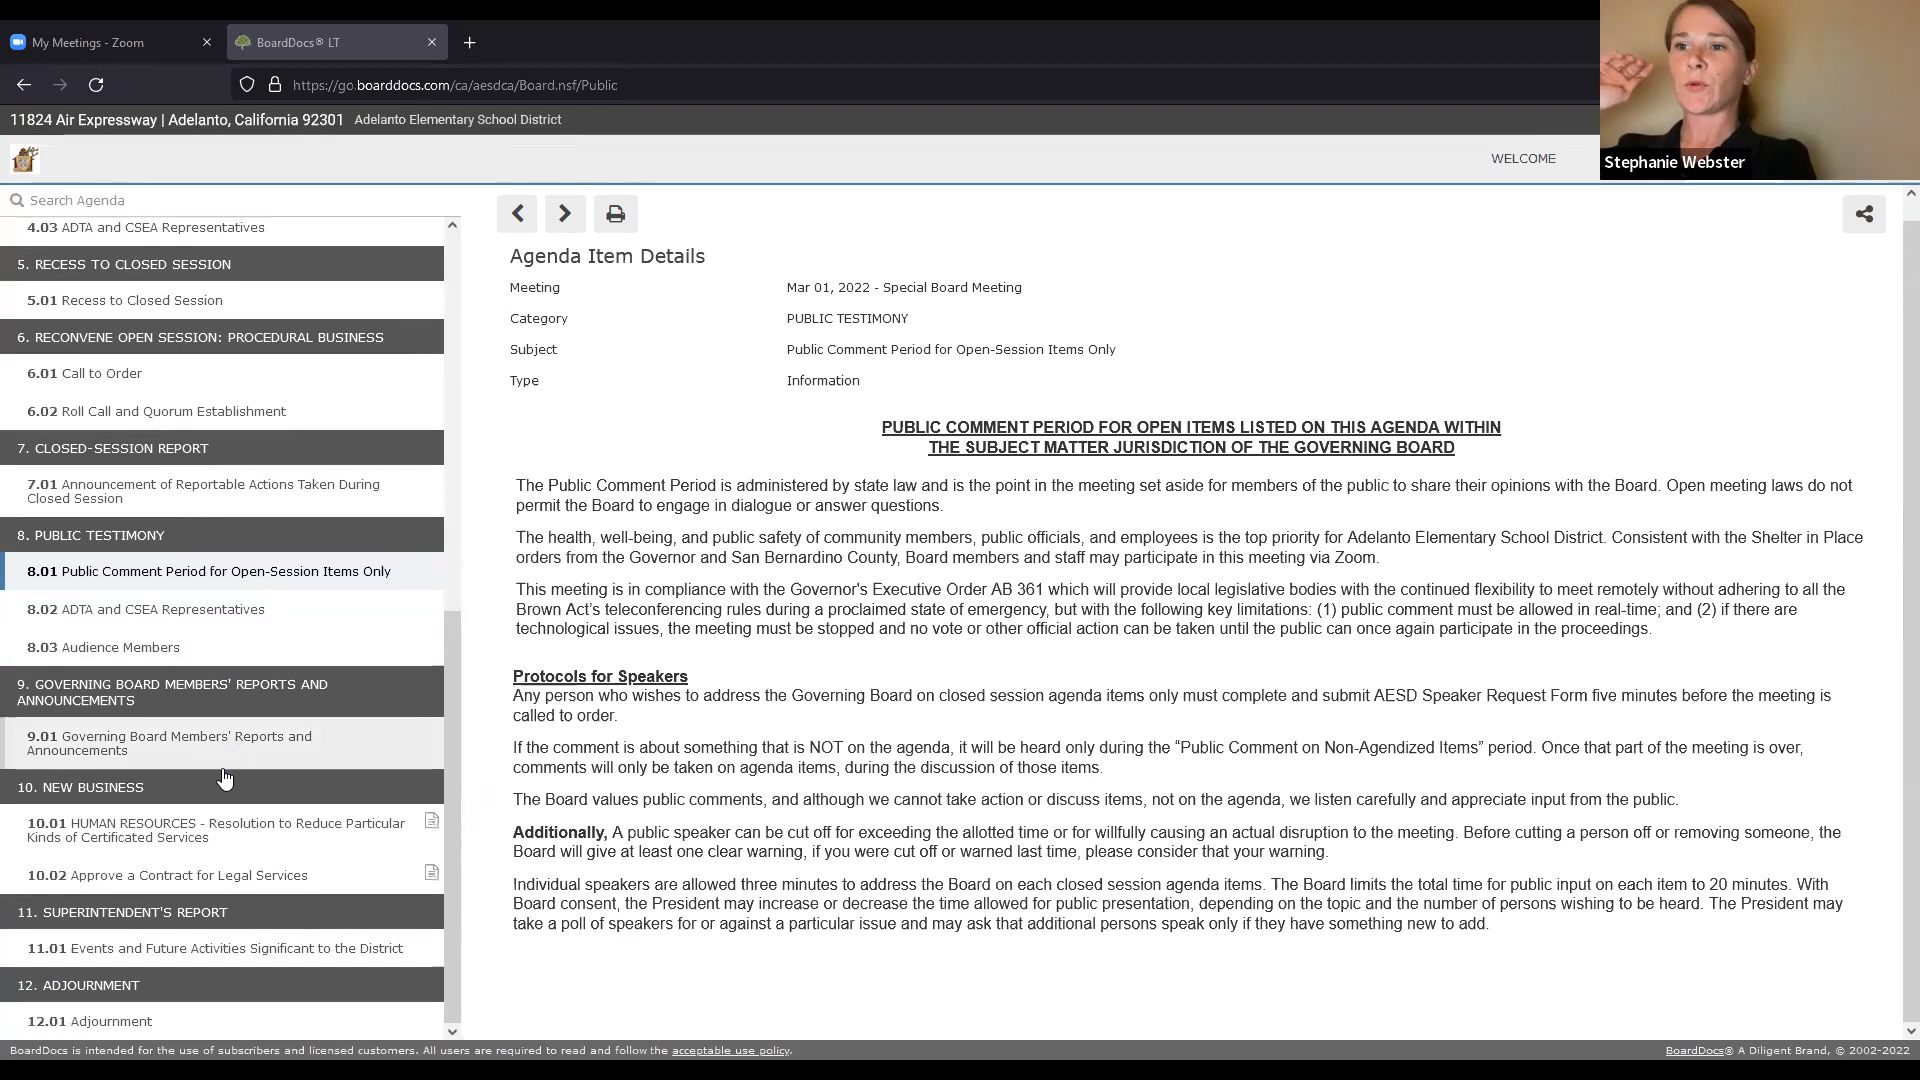 My Meetings - Zoom
BoardDocs® LT
https://go.boarddocs.com/ca/aesdca/Board.nsf/Public
11824 Air Expressway | Adelanto, California 92301 Adelanto Elementary School District
WELCOME
Stephanie Webster
Search Agenda
4.03 ADTA and CSEA Representatives
5. RECESS TO CLOSED SESSION
5.01 Recess to Closed Session
6. RECONVENE OPEN SESSION: PROCEDURAL BUSINESS
6.01 Call to Order
6.02 Roll Call and Quorum Establishment
7. CLOSED-SESSION REPORT
7.01 Announcement of Reportable Actions Taken During
Closed Session
8. PUBLIC TESTIMONY
8.01 Public Comment Period for Open-Session Items Only
8.02 ADTA and CSEA Representatives
8.03 Audience Members
9. GOVERNING BOARD MEMBERS' REPORTS AND
ANNOUNCEMENTS
9.01 Governing Board Members' Reports and
Announcements
10. NEW BUSINESS
10.01 HUMAN RESOURCES - Resolution to Reduce Particular
Kinds of Certificated Services
10.02 Approve a Contract for Legal Services
11. SUPERINTENDENT'S REPORT
11.01 Events and Future Activities Significant to the District
12. ADJOURNMENT
12.01 Adjournment
Agenda Item Details
Meeting Mar 01, 2022 - Special Board Meeting
Category PUBLIC TESTIMONY
Subject Public Comment Period for Open-Session Items Only
Type Information
PUBLIC COMMENT PERIOD FOR OPEN ITEMS LISTED ON THIS AGENDA WITHIN
THE SUBJECT MATTER JURISDICTION OF THE GOVERNING BOARD
The Public Comment Period is administered by state law and is the point in the meeting set aside for members of the public to share their opinions with the Board. Open meeting laws do not
permit the Board to engage in dialogue or answer questions.
The health, well-being, and public safety of community members, public officials, and employees is the top priority for Adelanto Elementary School District. Consistent with the Shelter in Place
orders from the Governor and San Bernardino County, Board members and staff may participate in this meeting via Zoom.
This meeting is in compliance with the Governor's Executive Order AB 361 which will provide local legislative bodies with the continued flexibility to meet remotely without adhering to all the
Brown Act's teleconferencing rules during a proclaimed state of emergency, but with the following key limitations: (1) public comment must be allowed in real-time; and (2) if there are
technological issues, the meeting must be stopped and no vote or other official action can be taken until the public can once again participate in the proceedings.
Protocols for Speakers
Any person who wishes to address the Governing Board on closed session agenda items only must complete and submit AESD Speaker Request Form five minutes before the meeting is
called to order.
If the comment is about something that is NOT on the agenda, it will be heard only during the “Public Comment on Non-Agendized Items” period. Once that part of the meeting is over,
comments will only be taken on agenda items, during the discussion of those items.
The Board values public comments, and although we cannot take action or discuss items, not on the agenda, we listen carefully and appreciate input from the public.
Additionally, A public speaker can be cut off for exceeding the allotted time or for willfully causing an actual disruption to the meeting. Before cutting a person off or removing someone, the
Board will give at least one clear warning, if you were cut off or warned last time, please consider that your warning.
Individual speakers are allowed three minutes to address the Board on each closed session agenda items. The Board limits the total time for public input on each item to 20 minutes. With
Board consent, the President may increase or decrease the time allowed for public presentation, depending on the topic and the number of persons wishing to be heard. The President may
take a poll of speakers for or against a particular issue and may ask that additional persons speak only if they have something new to add.
BoardDocs is intended for the use of subscribers and licensed customers. All users are required to read and follow the acceptable use policy.
BoardDocs® A Diligent Brand, © 2002-2022